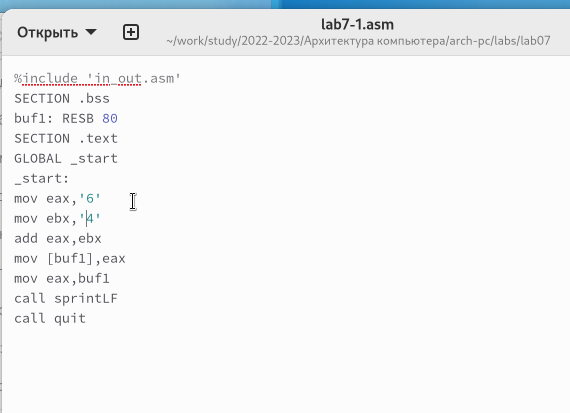 Открыть
lab7-1.asm
~/work/study/2022-2023/Архитектура компьютера/arch-pc/labs/lab07
%include 'in_out.asm'
SECTION .bss
buf1: RESB 80
SECTION .text
GLOBAL _start
_start:
mov eax,'6'
mov ebx,'4'
add eax,ebx
mov [buf1],eax
mov eax,buf1
call sprintLF
call quit